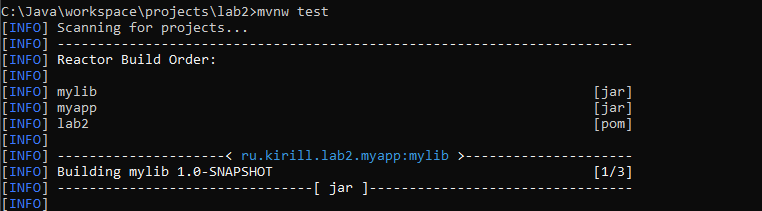 C:\Java\workspace\projects\lab2>mvnw test
[INFO] Scanning for projects...
[INFO] ------------------------------------------------------------------------
[INFO] Reactor Build Order:
[INFO]
[INFO] mylib                                                              [jar]
[INFO] myapp                                                              [jar]
[INFO] lab2                                                               [pom]
[INFO]
[INFO] ---------------------< ru.kirill.lab2.myapp:mylib >---------------------
[INFO] Building mylib 1.0-SNAPSHOT                                        [1/3]
[INFO] --------------------------------[ jar ]---------------------------------
[INFO]